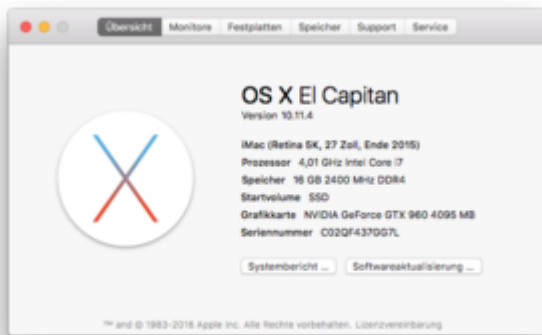 Übersicht Monitore Festplatten Speicher Support Service
OS X El Capitan
Version 10.11.4
iMac (Retina 5K, 27 Zoll, Ende 2015)
Prozessor 4,01 GHz Intel Core i7
Speicher 16 GB 2400 MHz DDR4
Startvolume SSD
Grafikkarte NVIDIA GeForce GTX 960 4095 MB
Seriennummer C02QF437GG7L
Systembericht ... Softwareaktualisierung ...
™ and © 1983-2016 Apple Inc. Alle Rechte vorbehalten. Lizenzvereinbarung